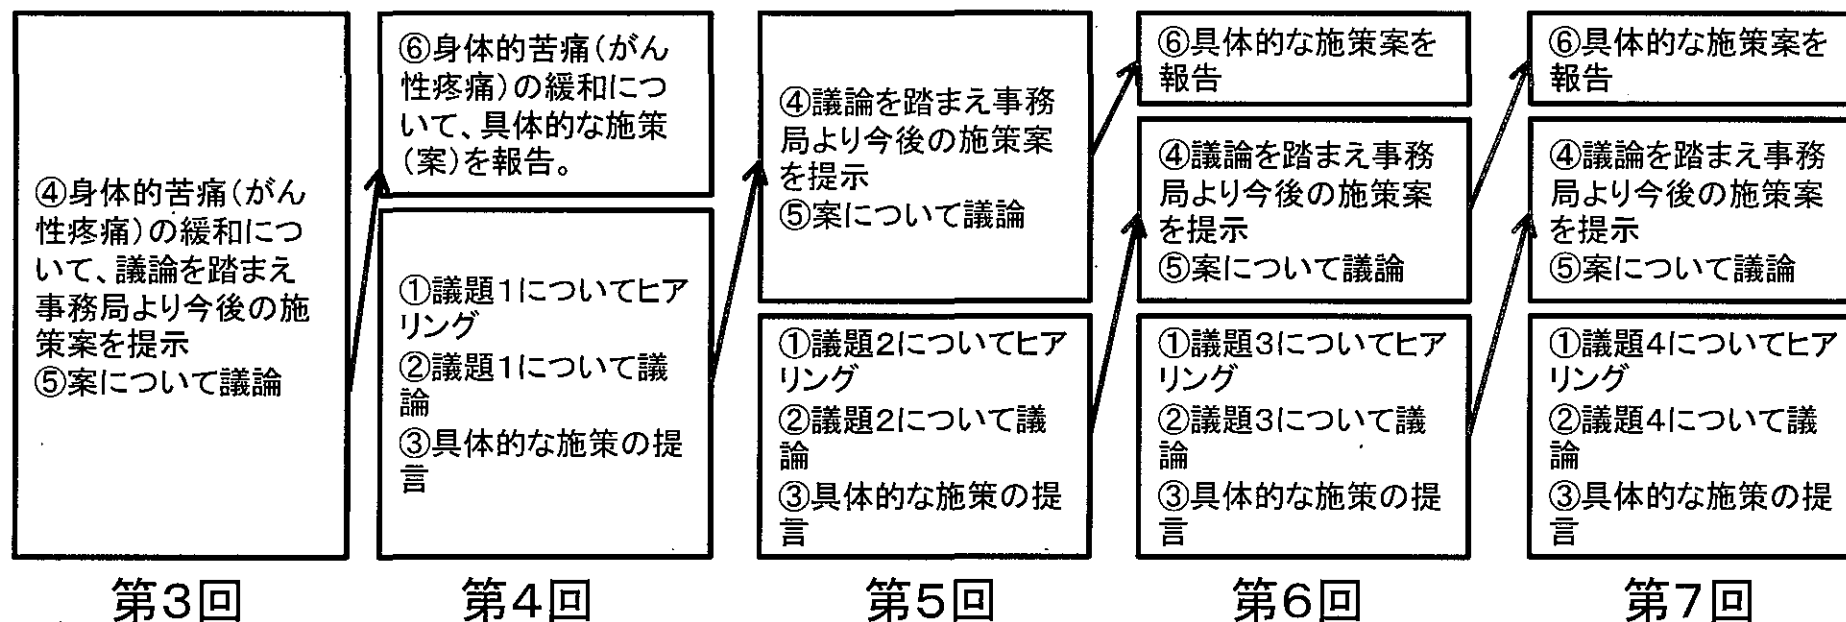 ④身体的苦痛(がん
性疼痛)の緩和につ
いて、議論を踏まえ
事務局より今後の施
策案を提示
⑤案について議論
第3回
⑥身体的苦痛(がん
性疼痛)の緩和につ
いて、具体的な施策
(案)を報告。
①議題1についてヒア
リング
②議題1について議
論
③具体的な施策の提
言
第4回
④議論を踏まえ事務
局より今後の施策案
を提示
⑤案について議論
①議題2についてヒア
リング
②議題2について議
論
③具体的な施策の提
言
第5回
⑥具体的な施策案を
報告
④議論を踏まえ事務
局より今後の施策案
を提示
⑤案について議論
①議題3についてヒア
リング
②議題3について議
論
③具体的な施策の提
言
第6回
⑥具体的な施策案を
報告
④議論を踏まえ事務
局より今後の施策案
を提示
⑤案について議論
①議題4についてヒア
リング
②議題4について議
論
③具体的な施策の提
言
第7回